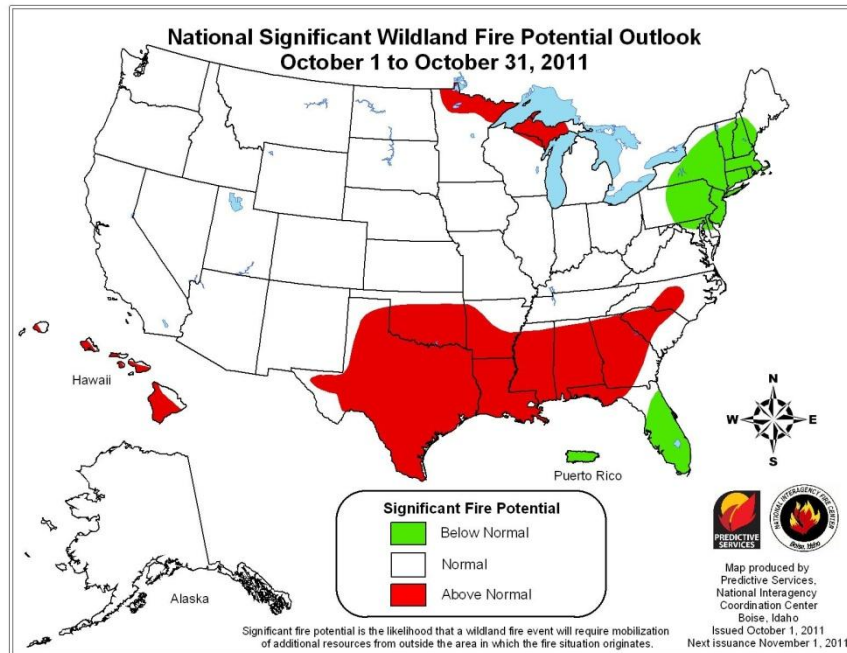 National Significant Wildland Fire Potential Outlook
October 1 to October 31, 2011
Hawaii
N
W
E
S
Puerto Rico
Significant Fire Potential
Below Normal
Normal
Above Normal
Alaska
PREDICTIVE
SERVICES
NATIONAL INTERAGENCY FIRE CENTER
Boise, Idaho
Map produced by
Predictive Services,
National Interagency
Coordination Center
Boise, Idaho
Issued October 1, 2011
Next issuance November 1, 2011
Significant fire potential is the likelihood that a wildland fire event will require mobilization
of additional resources from outside the area in which the fire situation originates.